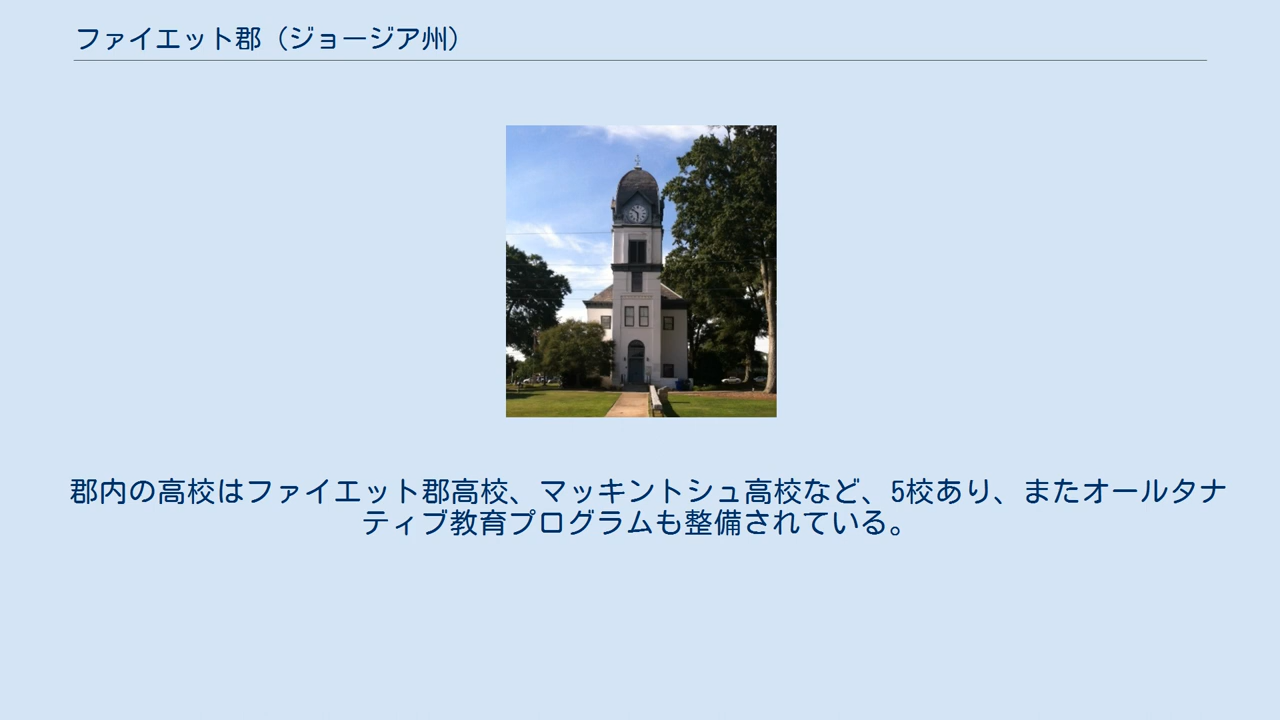 ファイエット郡（ジョージア州）
郡内の高校はファイエット郡高校、マッキントシュ高校など、5校あり、またオールタナ
ティブ教育プログラムも整備されている。